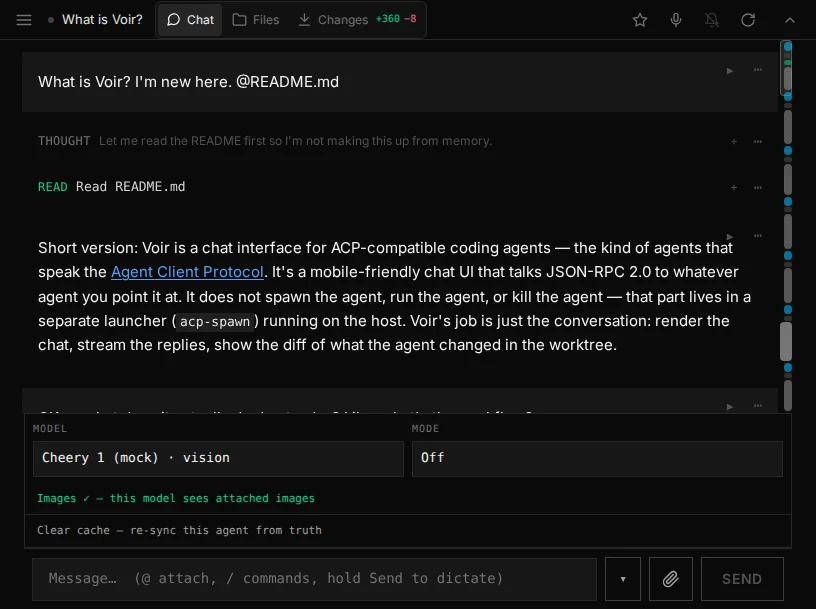 What is Voir? Chat Files Changes +360 −8
What is Voir? I'm new here. @README.md
THOUGHT Let me read the README first so I'm not making this up from memory.
READ Read README.md
Short version: Voir is a chat interface for ACP-compatible coding agents — the kind of agents that
speak the Agent Client Protocol. It's a mobile-friendly chat UI that talks JSON-RPC 2.0 to whatever
agent you point it at. It does not spawn the agent, run the agent, or kill the agent — that part lives in a
separate launcher (acp-spawn) running on the host. Voir's job is just the conversation: render the
chat, stream the replies, show the diff of what the agent changed in the worktree.
MODEL MODE
Cheery 1 (mock) · vision Off
Images ✓ — this model sees attached images
Clear cache — re-sync this agent from truth
Message… (@ attach, / commands, hold Send to dictate) SEND